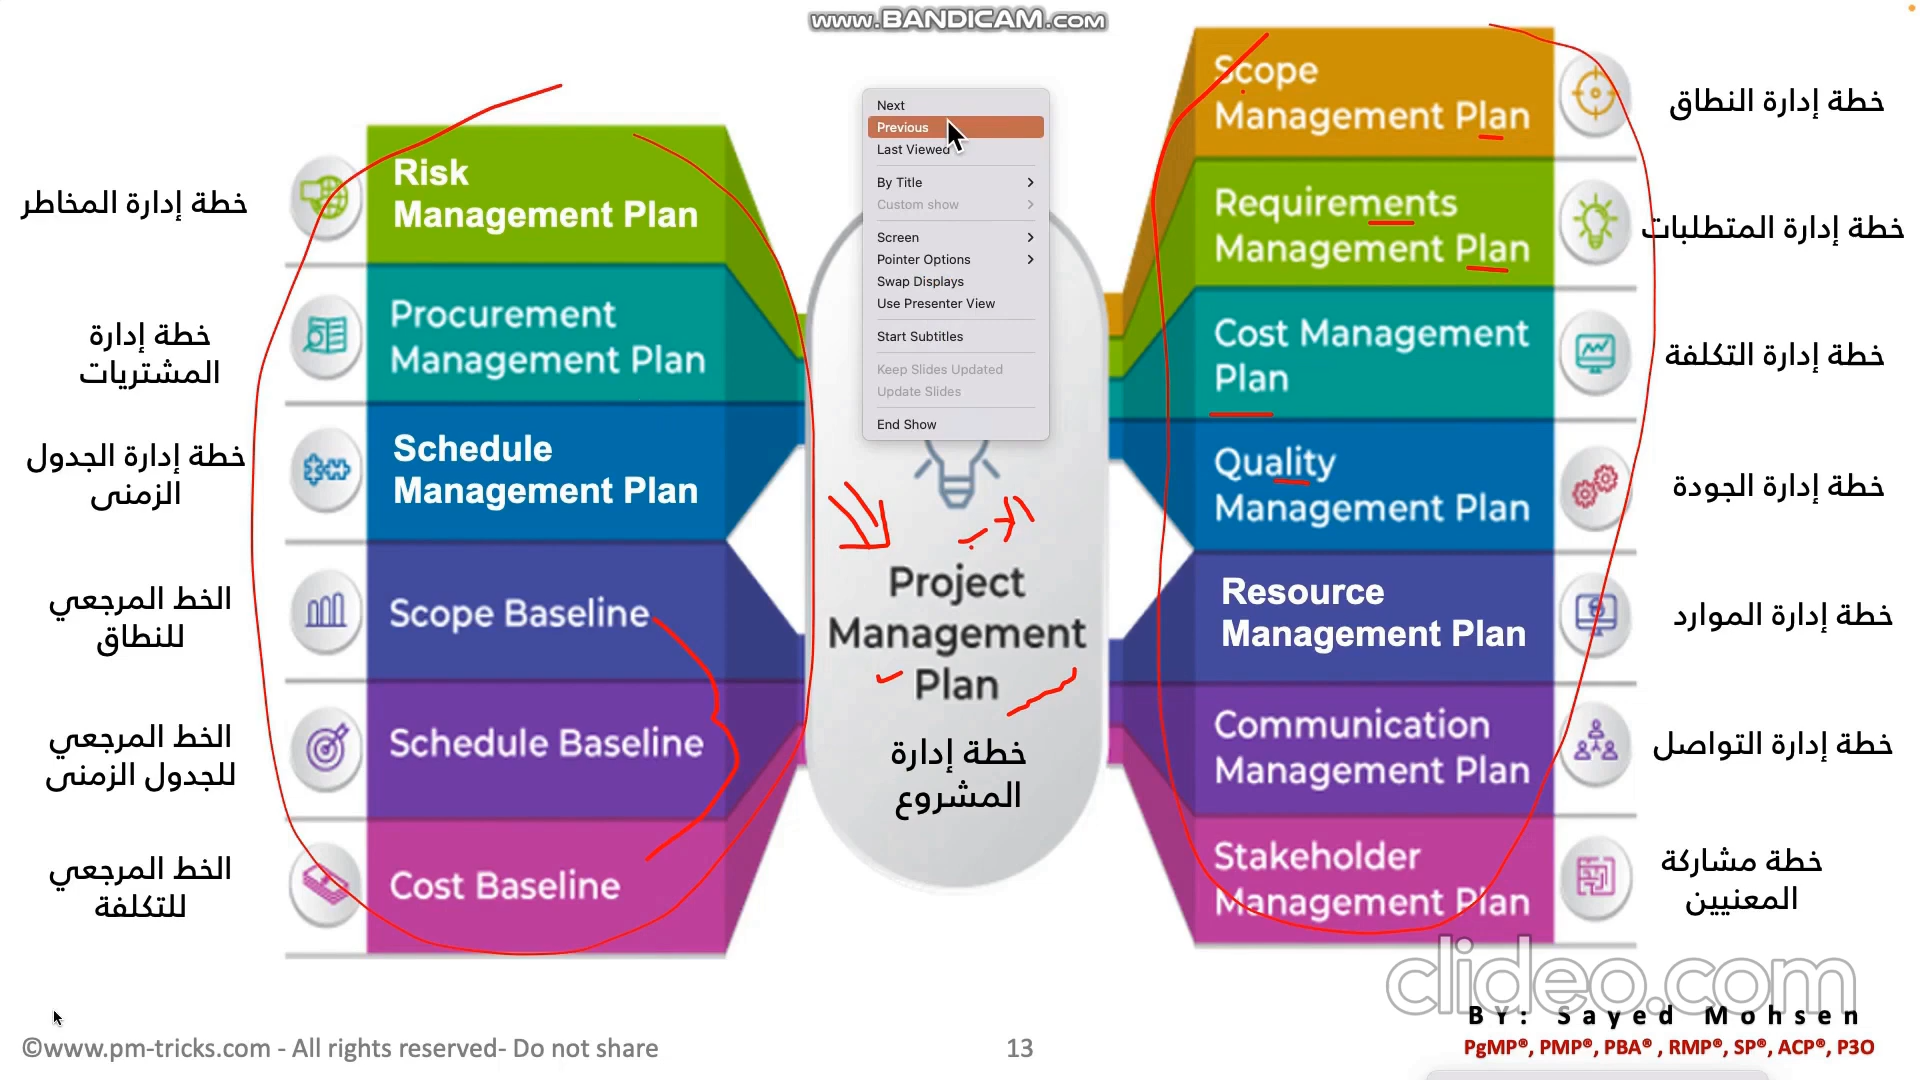 www.BANDICAM.com
خطة إدارة المخاطر
Risk
Management Plan
خطة إدارة
المشتريات
Procurement
Management Plan
خطة إدارة الجدول
الزمنى
Schedule
Management Plan
الخط المرجعي
للنطاق
Scope Baseline
الخط المرجعي
للجدول الزمنى
Schedule Baseline
الخط المرجعي
للتكلفة
Cost Baseline
Next
Previous
Last Viewed
By Title
Custom show
Screen
Pointer Options
Swap Displays
Use Presenter View
Start Subtitles
Keep Slides Updated
Update Slides
End Show
Project
Management
Plan
خطة إدارة
المشروع
Scope
Management Plan
خطة إدارة النطاق
Requirements
Management Plan
خطة إدارة المتطلبات
Cost Management
Plan
خطة إدارة التكلفة
Quality
Management Plan
خطة إدارة الجودة
Resource
Management Plan
خطة إدارة الموارد
Communication
Management Plan
خطة إدارة التواصل
Stakeholder
Management Plan
خطة مشاركة
المعنيين
clideo.com
BY: Sayed Mohsen
PgMP®, PMP®, PBA® , RMP®, SP®, ACP®, P3O
©www.pm-tricks.com - All rights reserved- Do not share
13